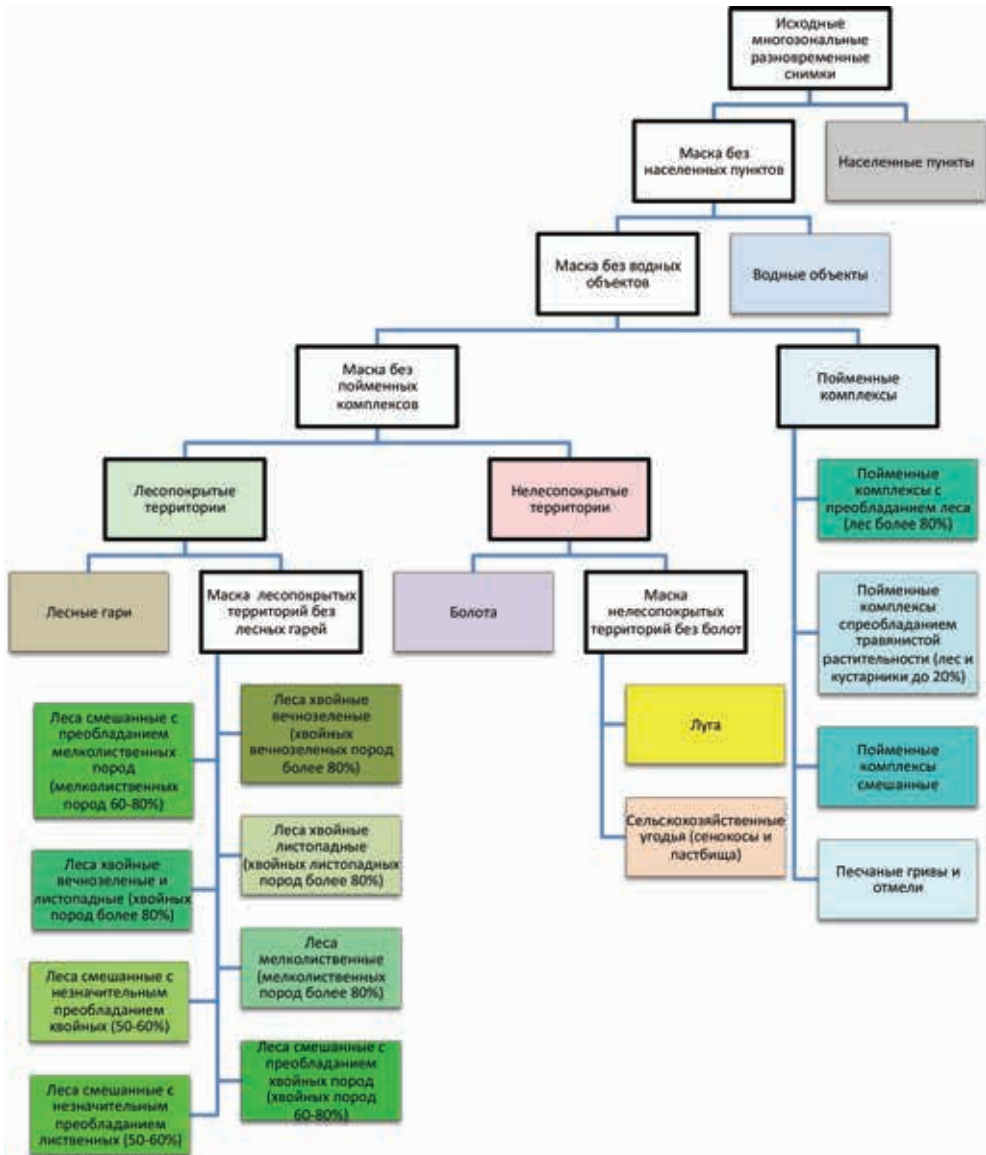 Исходные
многозональные
разновременные
снимки
Маска без
населенных пунктов
Населенные пункты
Маска без водных
объектов
Водные объекты
Маска без
пойменных
комплексов
Пойменные
комплексы
Лесопокрытые
территории
Нелесопокрытые
территории
Пойменные
комплексы с
преобладанием леса
(лес более 80%)
Лесные гари
Маска лесопокрытых
территорий без
лесных гарей
Болота
Маска
нелесопокрытых
территорий без болот
Пойменные
комплексы
спреобладанием
травянистой
растительности (лес и
кустарники до 20%)
Леса смешанные с
преобладанием
мелколиственных
пород
(мелколиственных
пород 60-80%)
Леса хвойные
вечнозеленые
(хвойных
вечнозеленых пород
более 80%)
Луга
Пойменные
комплексы
смешанные
Леса хвойные
вечнозеленые и
листопадные (хвойных
пород более 80%)
Леса хвойные
листопадные
(хвойных листопадных
пород более 80%)
Сельскохозяйственные
угодья (сенокосы и
пастбища)
Песчаные гривы и
отмели
Леса смешанные с
незначительным
преобладанием
хвойных (50-60%)
Леса
мелколиственные
(мелколиственных
пород более 80%)
Леса смешанные с
незначительным
преобладанием
лиственных (50-60%)
Леса смешанные с
преобладанием
хвойных пород
(хвойных пород
60-80%)